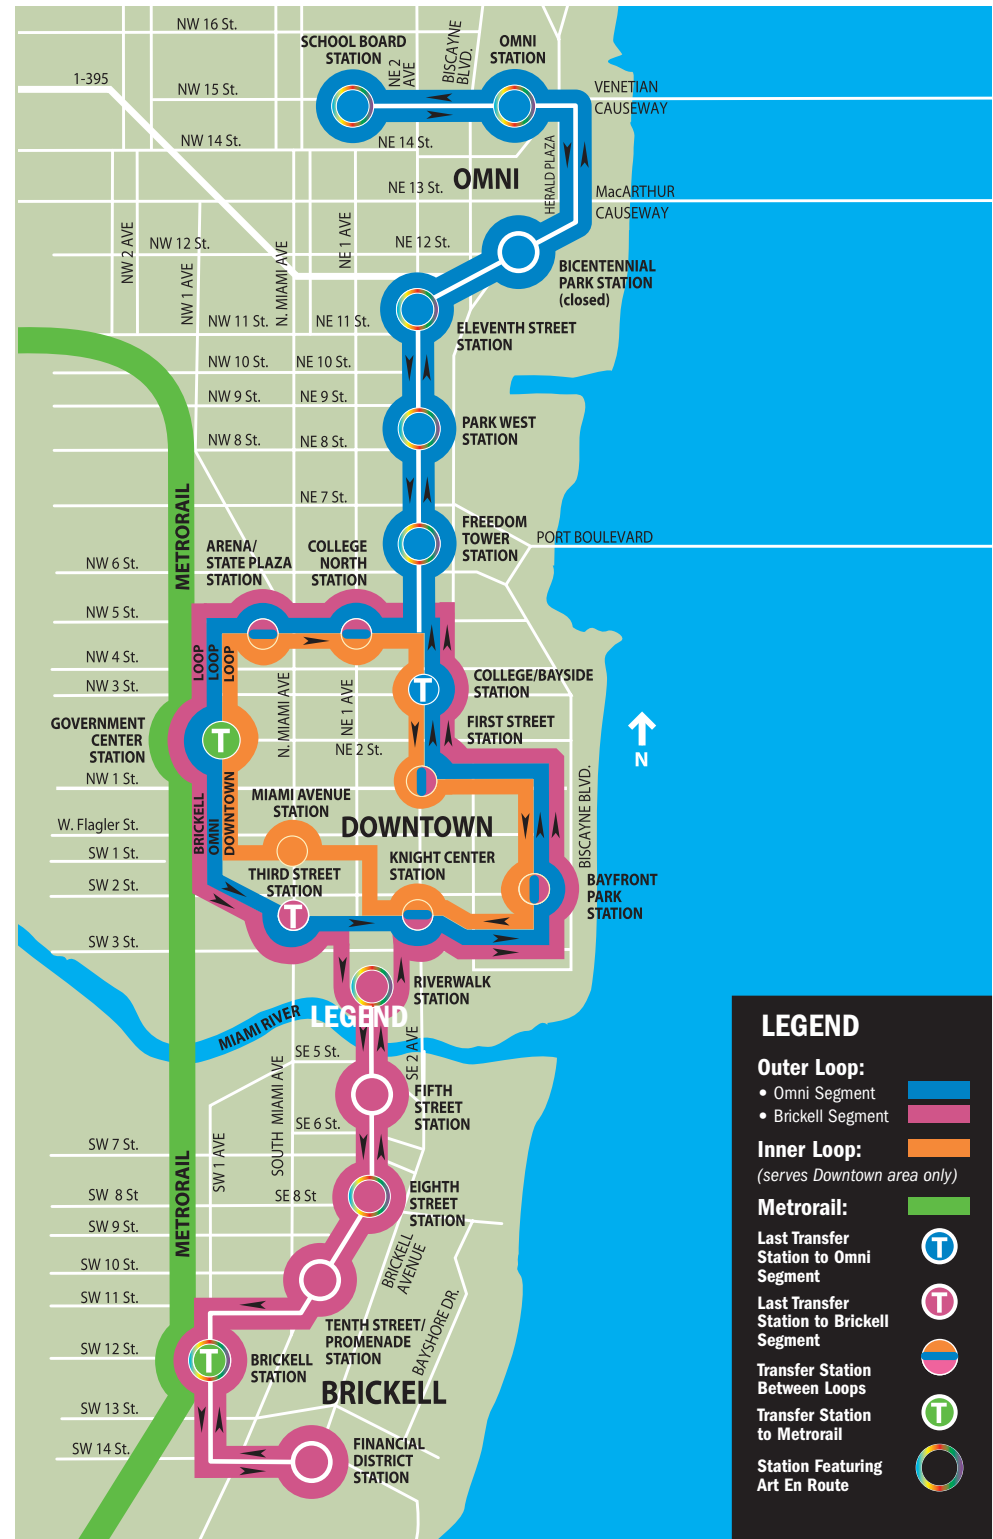 NW 16 St.
SCHOOL BOARD
STATION
NE 2
AVE
BISCAYNE
BLVD.
OMNI
STATION
1-395
NW 15 St.
VENETIAN
CAUSEWAY
NW 14 St.
NE 14 St.
HERALD PLAZA
OMNI
NE 13 St.
MacARTHUR
CAUSEWAY
NW 2 AVE
NW 12 St.
NW 1 AVE
N. MIAMI AVE
NE 1 AVE
NE 12 St.
BICENTENNIAL
PARK STATION
(closed)
NW 11 St.
NE 11 St.
ELEVENTH STREET
STATION
NW 10 St.
NE 10 St.
NW 9 St.
NE 9 St.
PARK WEST
STATION
NW 8 St.
NE 8 St.
METRORAIL
NE 7 St.
FREEDOM
TOWER
STATION
PORT BOULEVARD
ARENA/
STATE PLAZA
STATION
COLLEGE
NORTH
STATION
NW 6 St.
NW 5 St.
LOOP
LOOP
LOOP
NW 4 St.
NW 3 St.
N. MIAMI AVE
NE 1 AVE
T
COLLEGE/BAYSIDE
STATION
GOVERNMENT
CENTER
STATION
T
FIRST STREET
STATION
NE 2 St.
N
NW 1 St.
BRICKELL
OMNI
DOWNTOWN
MIAMI AVENUE
STATION
BISCAYNE BLVD.
W. Flagler St.
DOWNTOWN
SW 1 St.
KNIGHT CENTER
STATION
THIRD STREET
STATION
SW 2 St.
BAYFRONT
PARK
STATION
T
SW 3 St.
RIVERWALK
STATION
LEGEND
MIAMI RIVER
SE 5 St.
SE 2 AVE
SOUTH MIAMI AVE
FIFTH
STREET
STATION
SE 6 St.
SW 7 St.
SW 1 AVE
METRORAIL
SW 8 St
SE 8 St
EIGHTH
STREET
STATION
SW 9 St.
BRICKELL
AVENUE
SW 10 St.
SW 11 St.
BAYSHORE DR.
TENTH STREET/
PROMENADE
STATION
SW 12 St.
T
BRICKELL
STATION
BRICKELL
SW 13 St.
SW 14 St.
FINANCIAL
DISTRICT
STATION
LEGEND
Outer Loop:
• Omni Segment
• Brickell Segment
Inner Loop:
(serves Downtown area only)
Metrorail:
Last Transfer
Station to Omni
Segment
T
Last Transfer
Station to Brickell
Segment
T
Transfer Station
Between Loops
Transfer Station
to Metrorail
T
Station Featuring
Art En Route